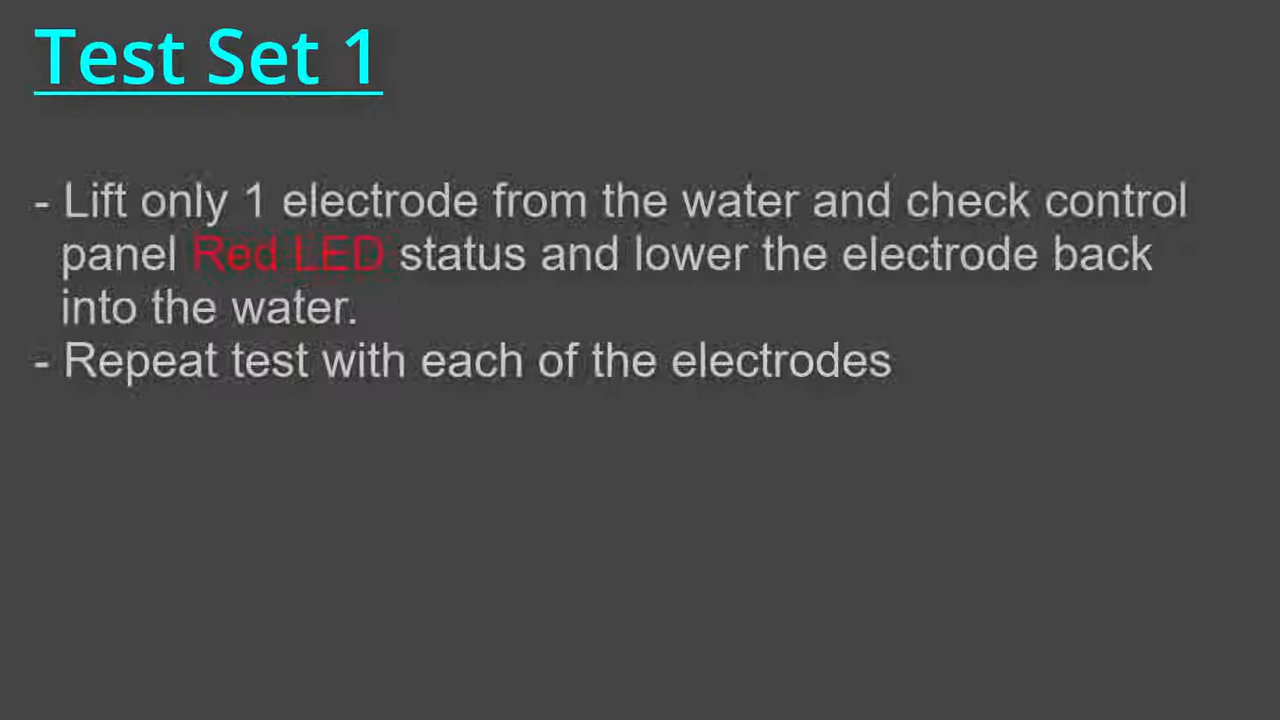 Test Set 1
- Lift only 1 electrode from the water and check control
panel Red LED status and lower the electrode back
into the water.
- Repeat test with each of the electrodes